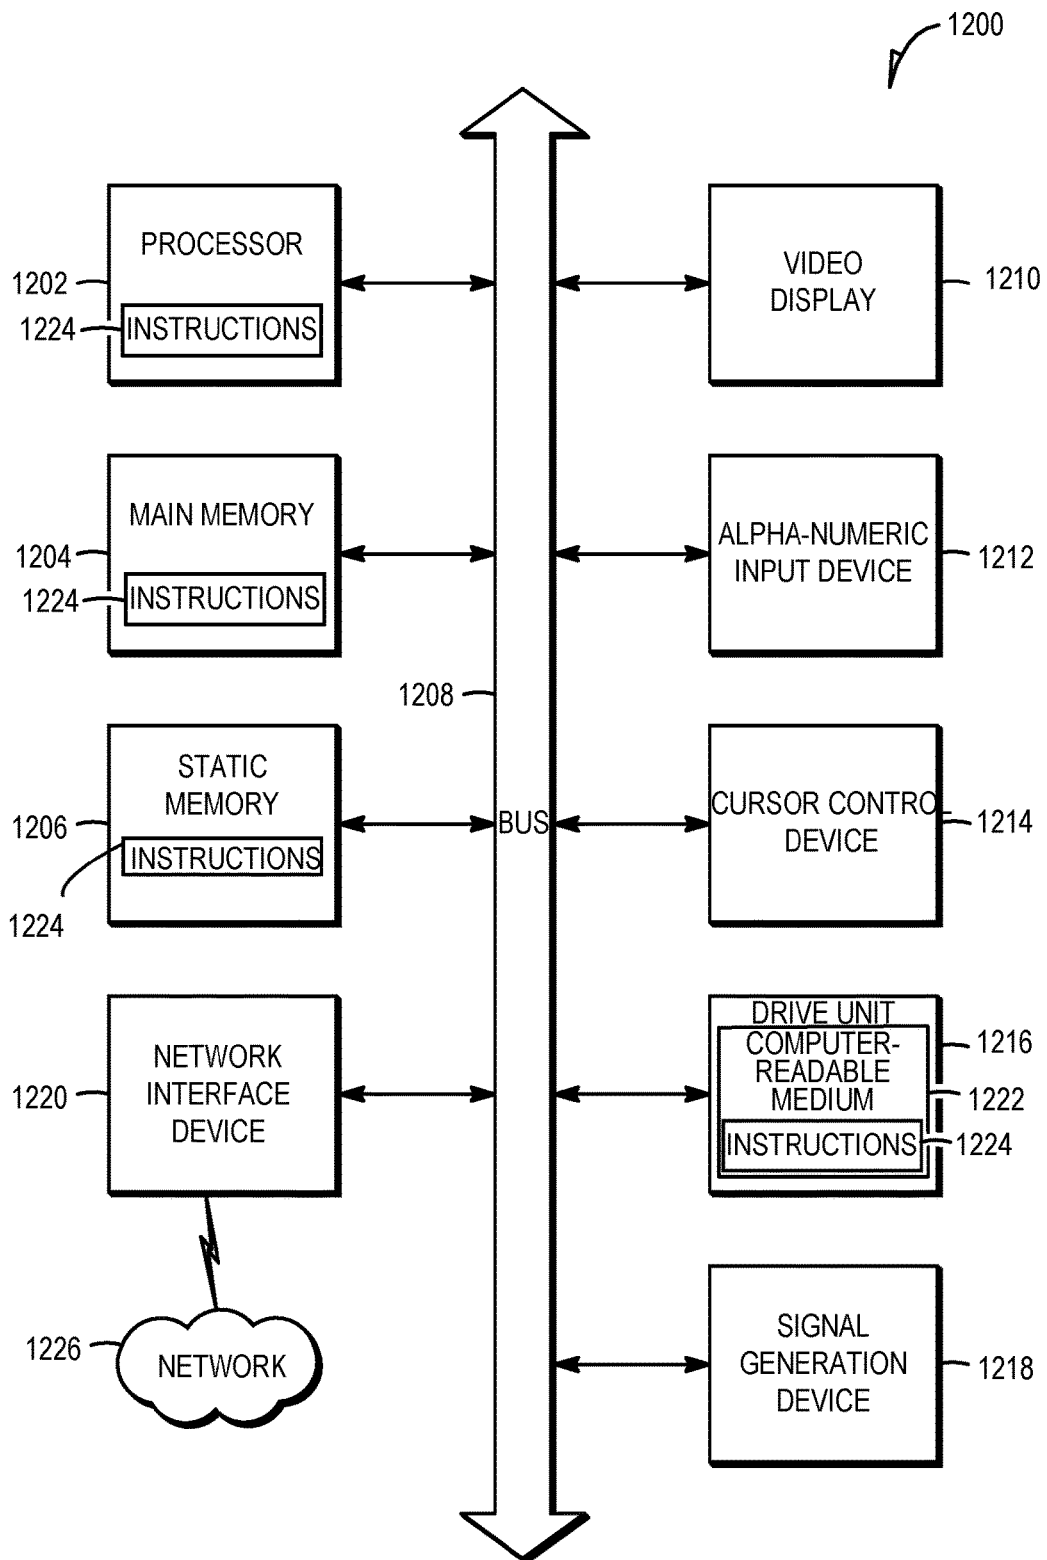 1200
PROCESSOR
1202
1224
INSTRUCTIONS
VIDEO
DISPLAY
1210
MAIN MEMORY
1204
1224
INSTRUCTIONS
ALPHA-NUMERIC
INPUT DEVICE
1212
1208
STATIC
MEMORY
1206
INSTRUCTIONS
1224
BUS
CURSOR CONTRO
DEVICE
1214
NETWORK
INTERFACE
DEVICE
1220
DRIVE UNIT
1216
COMPUTER-
READABLE
MEDIUM
1222
INSTRUCTIONS
1224
1226
NETWORK
SIGNAL
GENERATION
DEVICE
1218